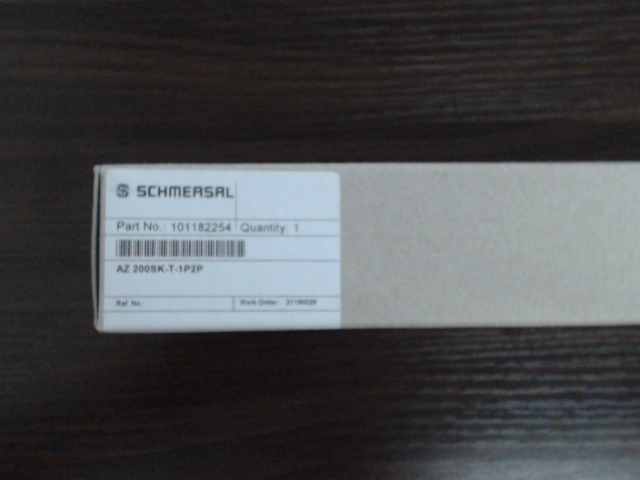 SCHMERSAL
Part No.: 101182254 Quantity: 1
AZ 200SK-T-1P2P
Ref. No.:
Work Order: